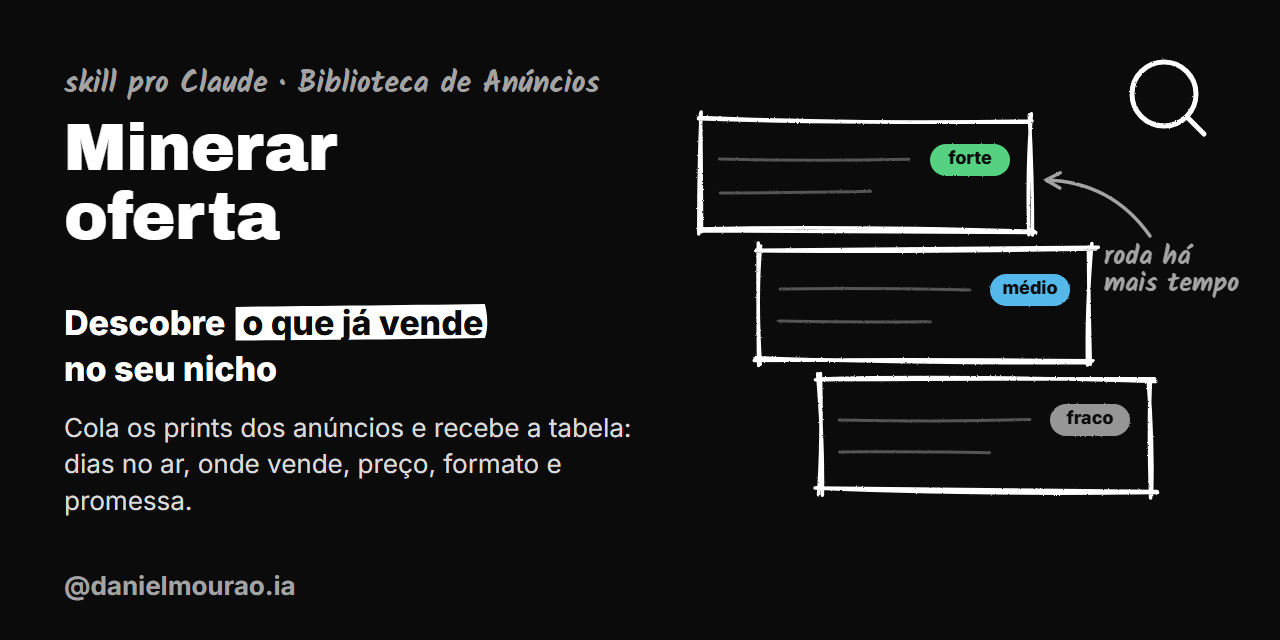 skill pro Claude · Biblioteca de Anúncios
Minerar
oferta
Descobre o que já vende
no seu nicho
Cola os prints dos anúncios e recebe a tabela:
dias no ar, onde vende, preço, formato e
promessa.
@danielmourao.ia
forte
roda há
mais tempo
médio
fraco